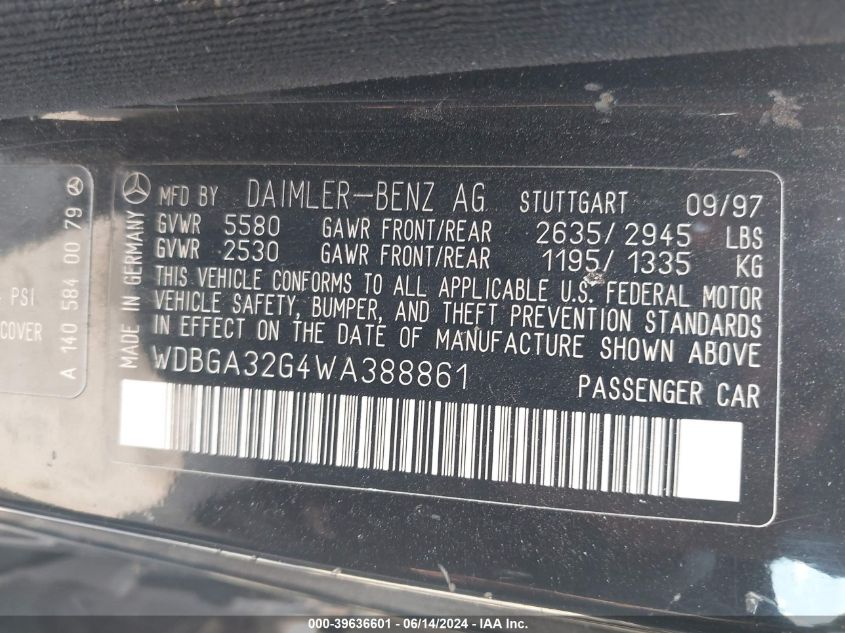 MFD BY DAIMLER-BENZ AG STUTTGART 09/97
GVWR 5580 GAWR FRONT/REAR 2635/2945 LBS
GVWR 2530 GAWR FRONT/REAR 1195/1335 KG
THIS VEHICLE CONFORMS TO ALL APPLICABLE U.S. FEDERAL MOTOR
VEHICLE SAFETY, BUMPER, AND THEFT PREVENTION STANDARDS
IN EFFECT ON THE DATE OF MANUFACTURE SHOWN ABOVE
WDBGA32G4WA388861
PASSENGER CAR
MADE IN GERMANY
A 140 584 00 79
PSI
COVER
000-39636601 - 06/14/2024 - IAA Inc.